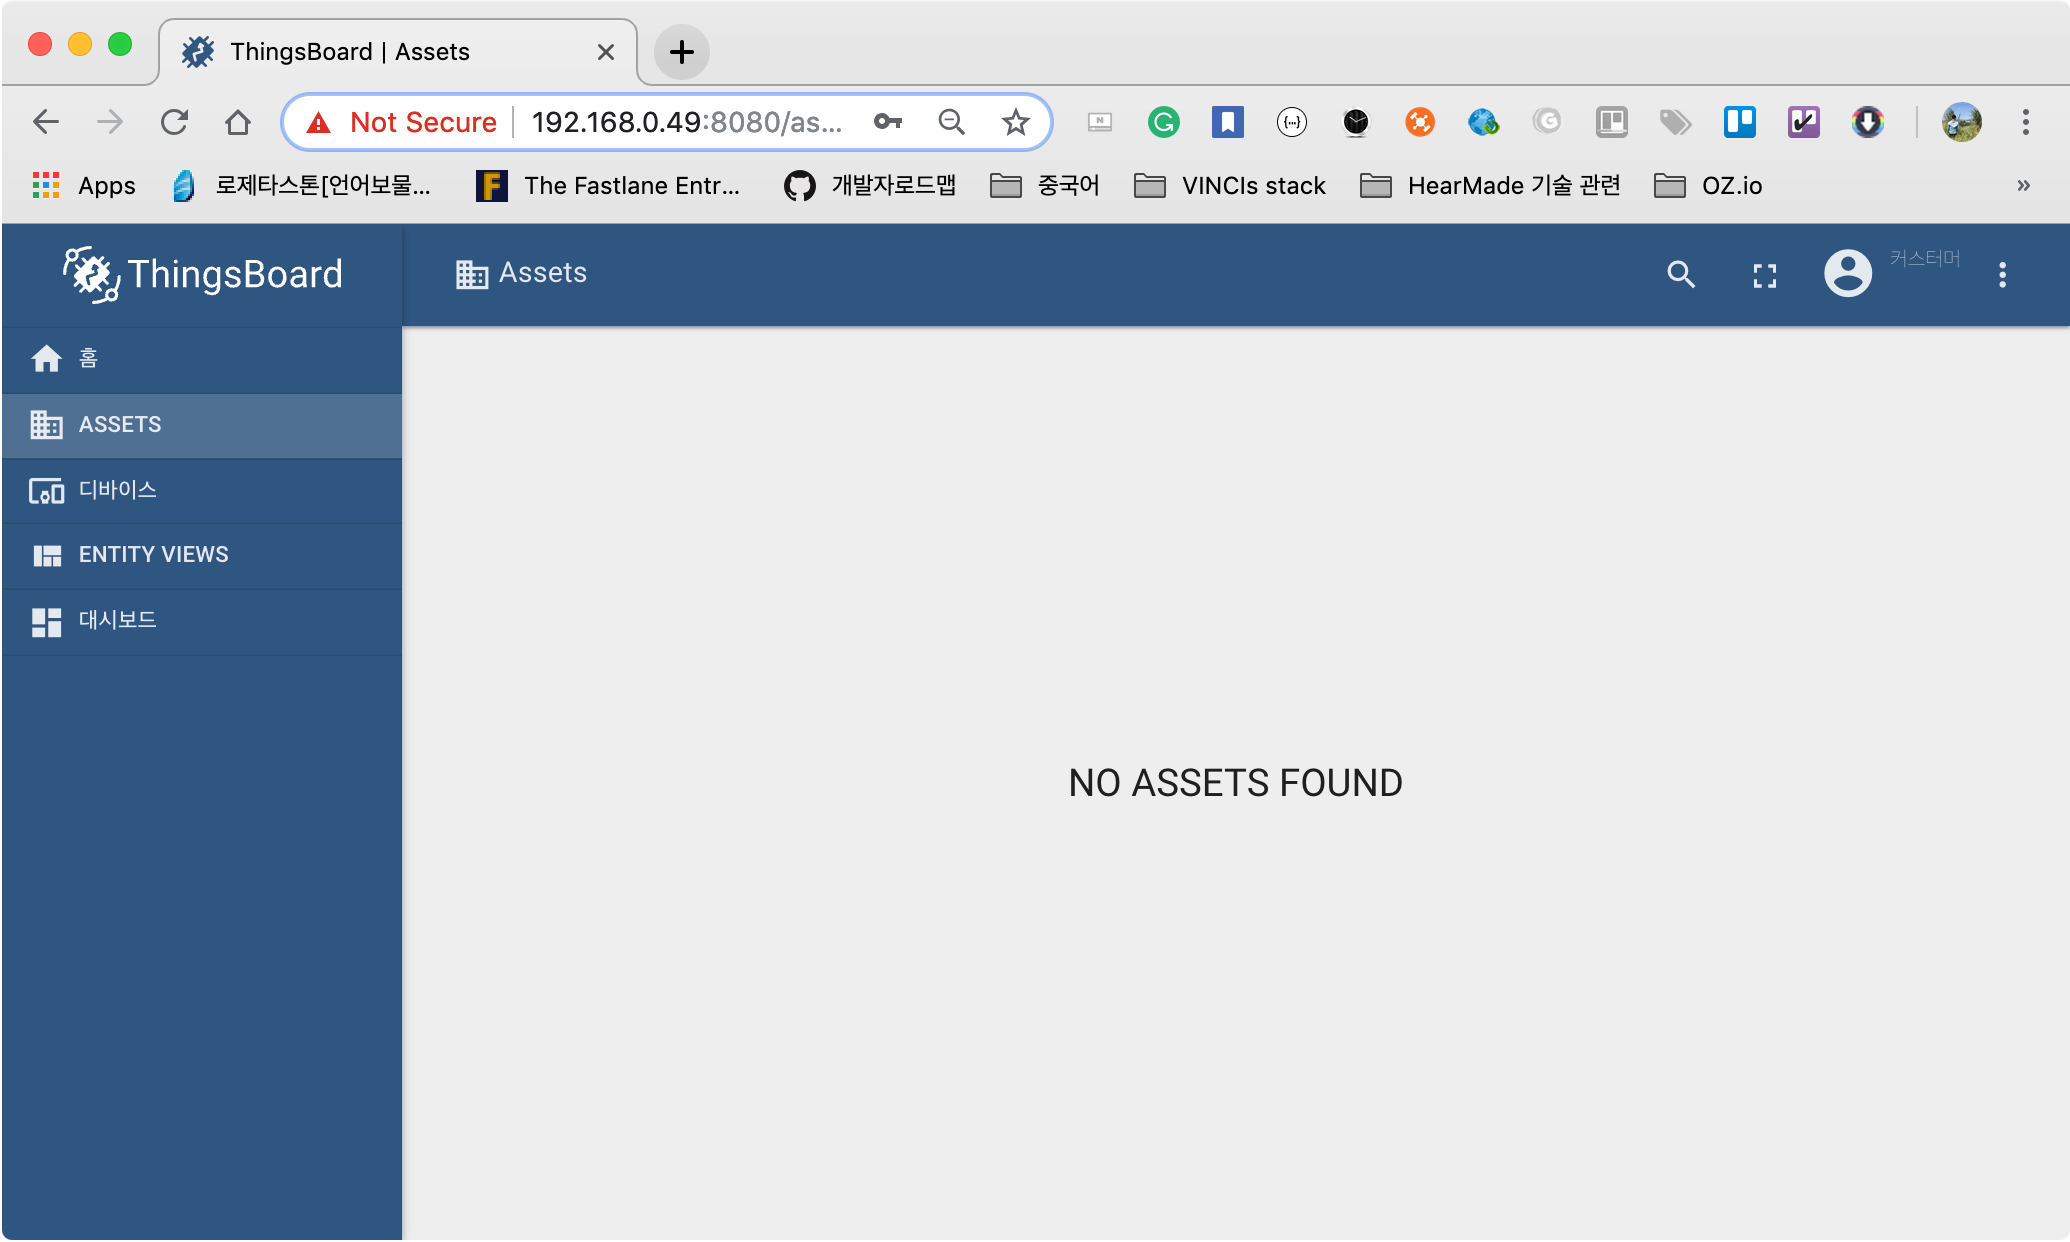 ThingsBoard | Assets
Not Secure 192.168.0.49:8080/as...
Apps 로제타스톤[언어보물... The Fastlane Entr... 개발자로드맵 중국어 VINCIs stack HearMade 기술 관련 OZ.io »
ThingsBoard Assets 커스터머
홈
ASSETS
디바이스
ENTITY VIEWS
대시보드
NO ASSETS FOUND